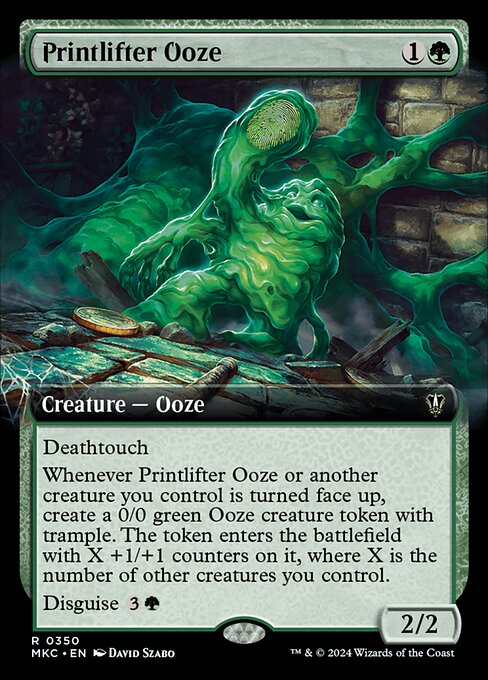 Printlifter Ooze 1
Creature — Ooze
Deathtouch
Whenever Printlifter Ooze or another
creature you control is turned face up,
create a 0/0 green Ooze creature token with
trample. The token enters the battlefield
with X +1/+1 counters on it, where X is the
number of other creatures you control.
Disguise 3
2/2
R 0350
MKC • EN David Szabo
™ & © 2024 Wizards of the Coast